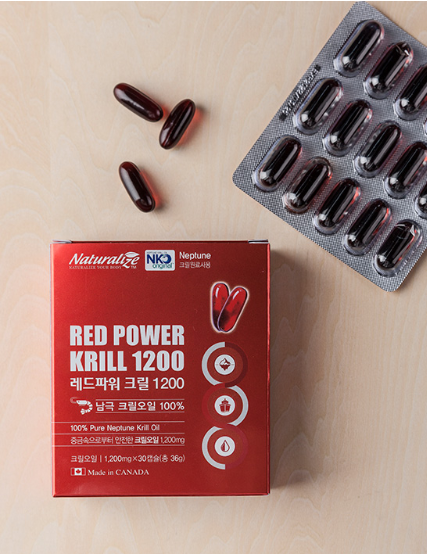 Naturalize™
NATURALIZE YOUR BODY
NKO
original
Neptune
크릴원료사용
RED POWER
KRILL 1200
레드파워 크릴 1200
남극 크릴오일 100%
100% Pure Neptune Krill Oil
중금속으로부터 안전한 크릴오일 1,200mg
크릴오일 | 1,200mg×30캡슐(총 36g)
Made in CANADA